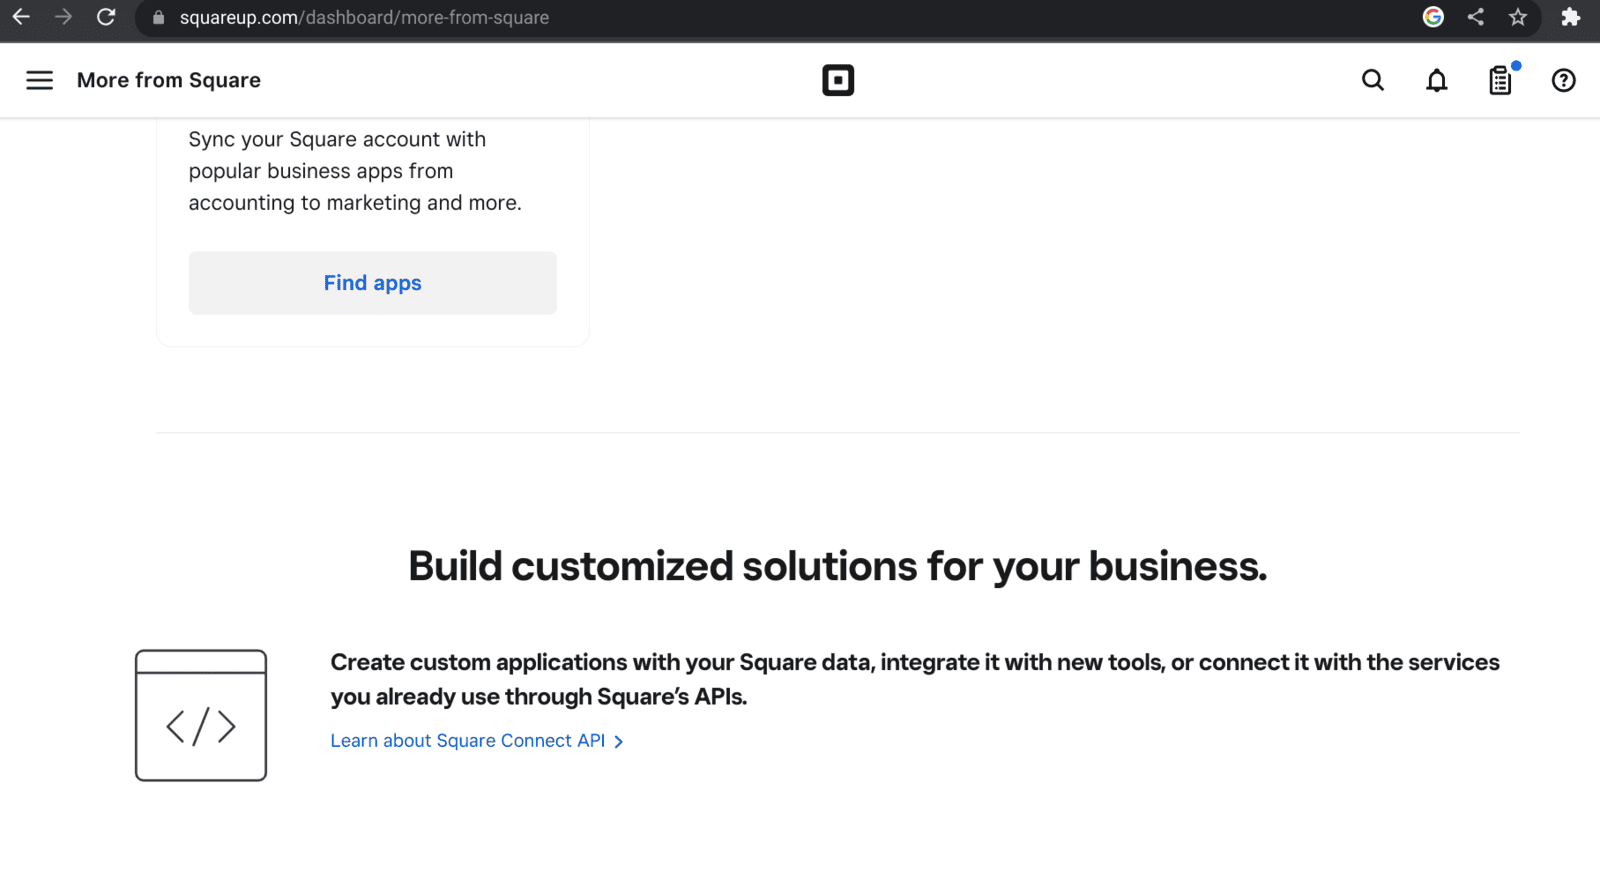 squareup.com/dashboard/more-from-square
More from Square
Sync your Square account with
popular business apps from
accounting to marketing and more.
Find apps
Build customized solutions for your business.
Create custom applications with your Square data, integrate it with new tools, or connect it with the services
you already use through Square’s APIs.
Learn about Square Connect API